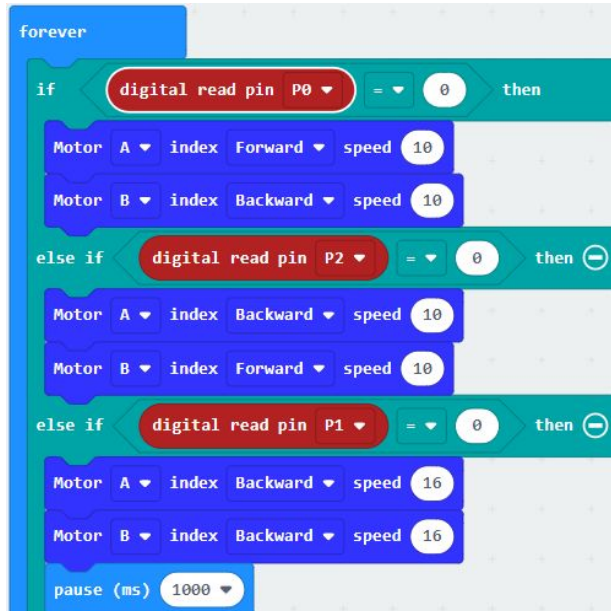 forever
if digital read pin P0 = 0 then
Motor A index Forward speed 10
Motor B index Backward speed 10
else if digital read pin P2 = 0 then
Motor A index Backward speed 10
Motor B index Forward speed 10
else if digital read pin P1 = 0 then
Motor A index Backward speed 16
Motor B index Backward speed 16
pause (ms) 1000